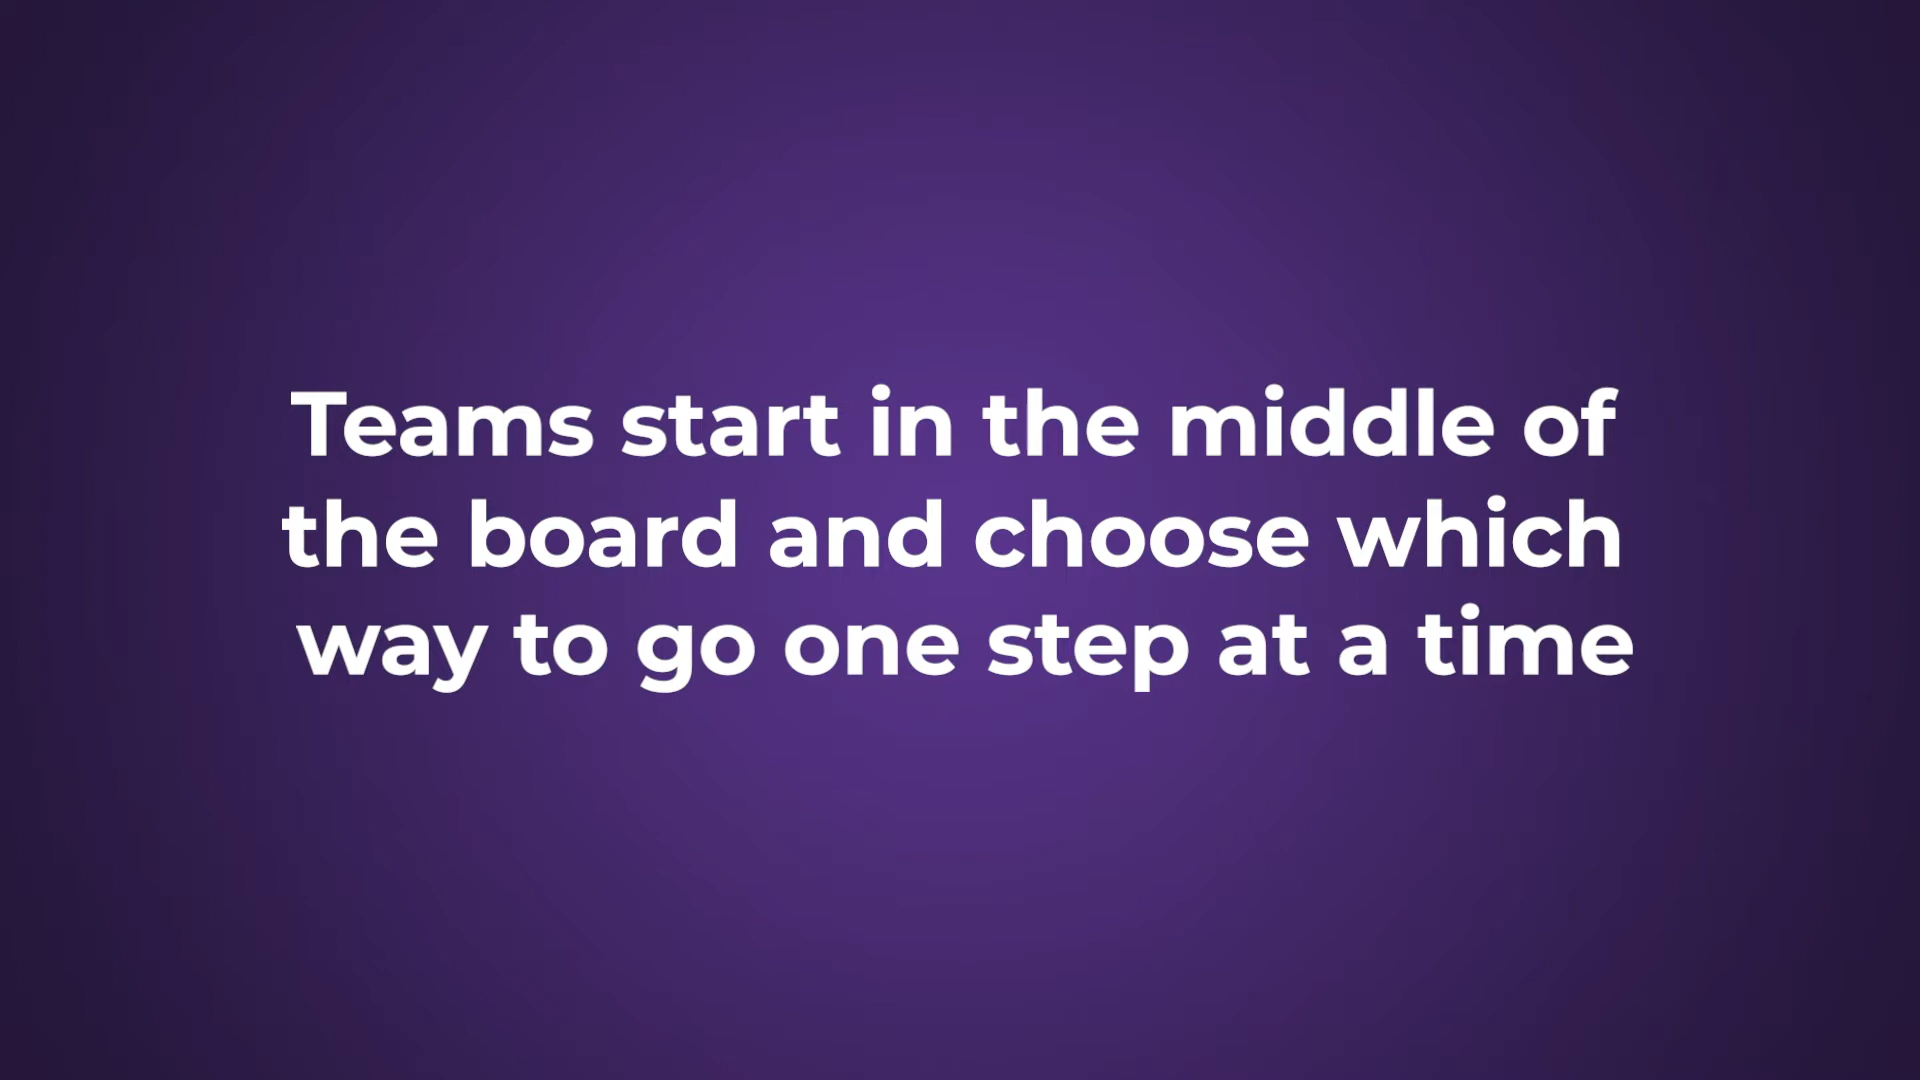 Teams start in the middle of
the board and choose which
way to go one step at a time